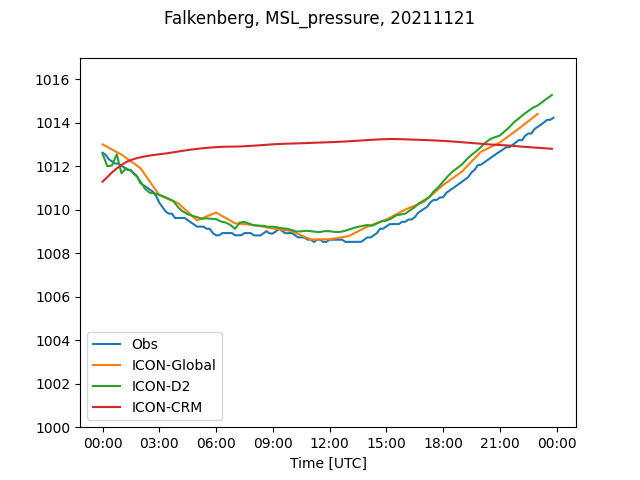 Falkenberg, MSL_pressure, 20211121
1016
1014
1012
1010
1008
1006
1004
1002
1000
Obs
ICON-Global
ICON-D2
ICON-CRM
00:00 03:00 06:00 09:00 12:00 15:00 18:00 21:00 00:00
Time [UTC]